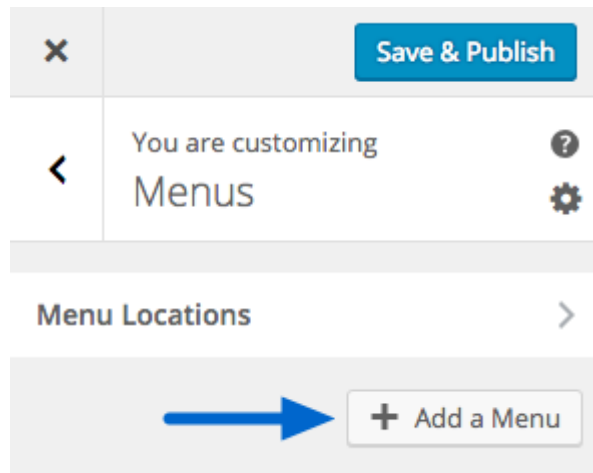 Save & Publish
You are customizing
Menus
Menu Locations
Add a Menu